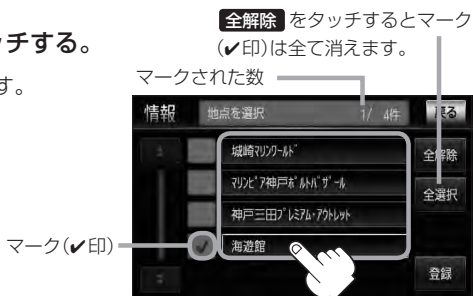 全解除 をタッチするとマーク
ッチする。
(✔印)は全て消えます。
す。
マークされた数
情報 地点を選択 1/ 4件 戻る
城崎マリンワールド
全解除
マリンピア神戸ポルトバザール
全選択
神戸三田プレミアム・アウトレット
マーク(✔印)
海遊館
登録